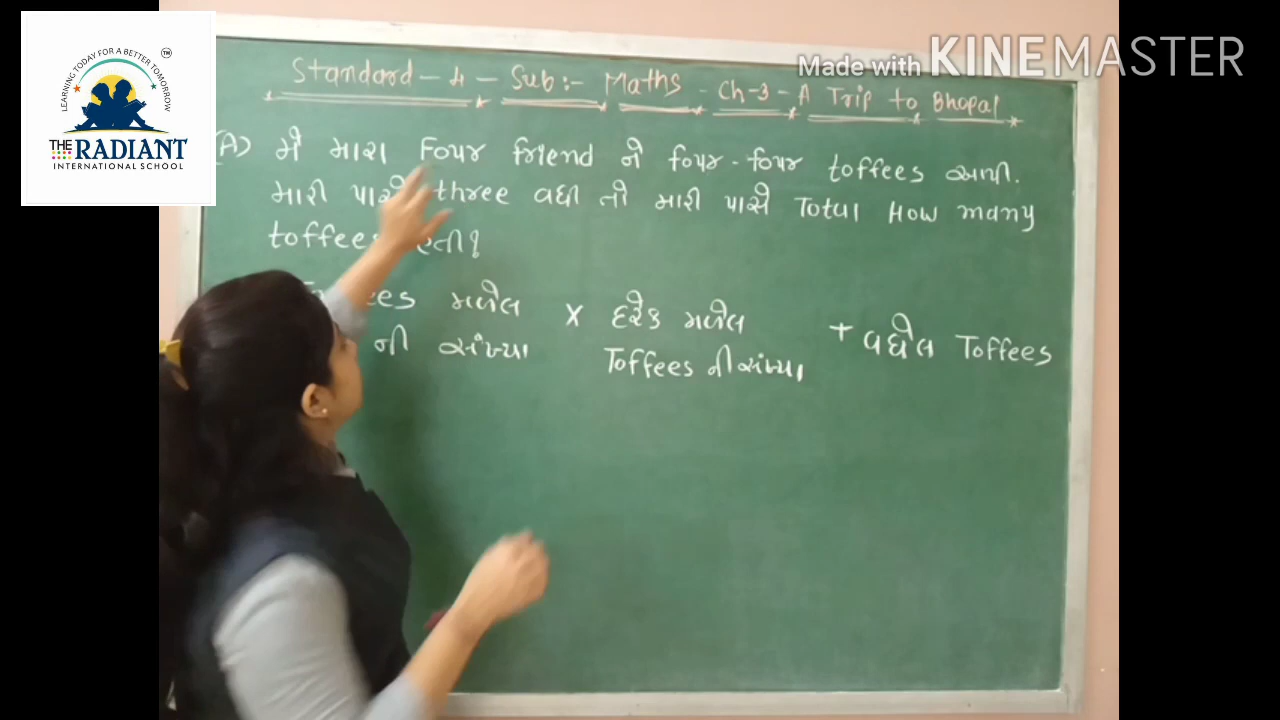 LEARNING TODAY FOR A BETTER TOMORROW
TM
THE RADIANT
INTERNATIONAL SCHOOL
Made with KINEMASTER
Standard - 4 - Sub:- Maths - Ch-3 - A Trip to Bhopal
(A) મેં મારા Four friend ને four-four toffees આપી.
મારી પાસે three વધી તો મારી પાસે Total How many
toffees હતી?
મળેલ × દરેક મળેલ + વધેલ Toffees
ની સંખ્યા Toffees ની સંખ્યા